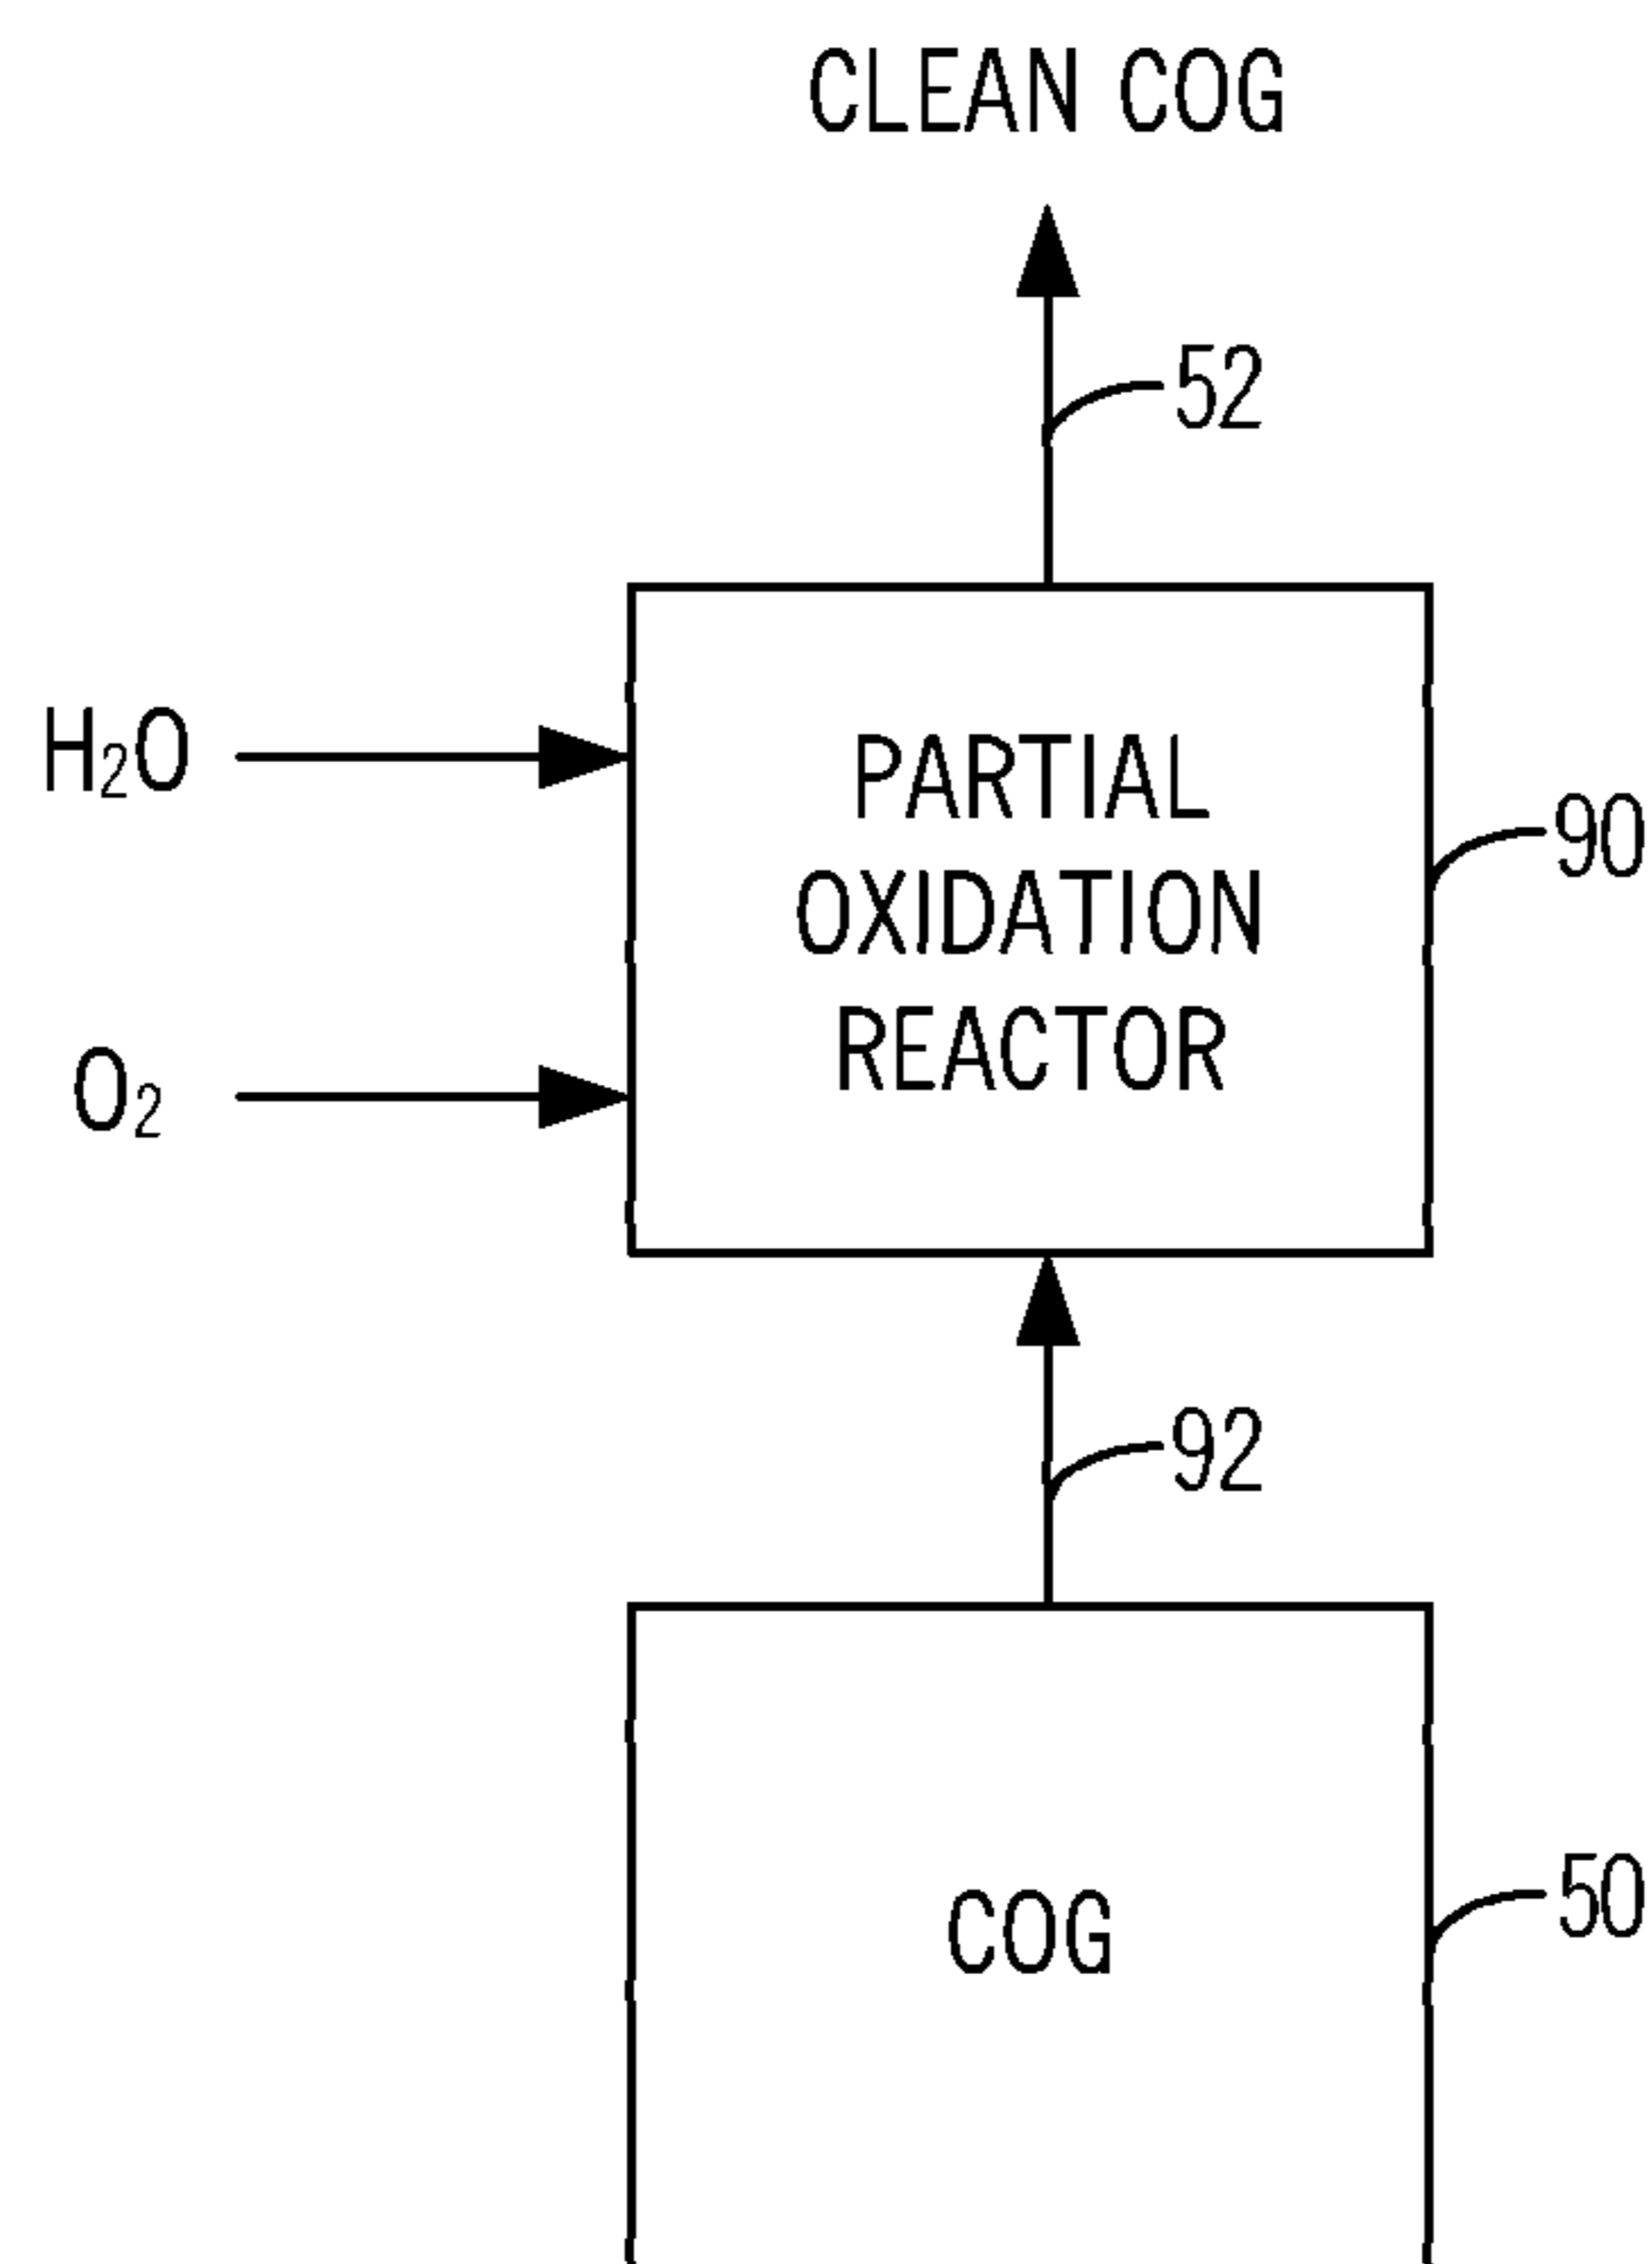 CLEAN COG
52
H₂O
PARTIAL
OXIDATION
REACTOR
90
O₂
92
COG
50